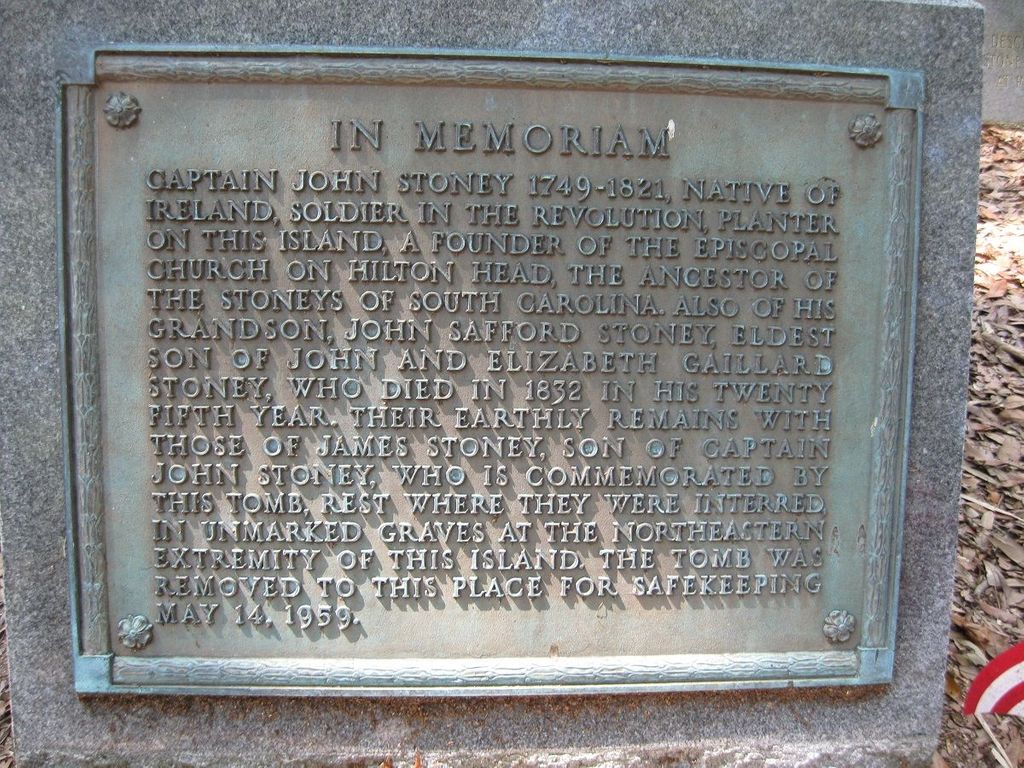 IN MEMORIAM
CAPTAIN JOHN STONEY 1749-1821, NATIVE OF
IRELAND, SOLDIER IN THE REVOLUTION, PLANTER
ON THIS ISLAND, A FOUNDER OF THE EPISCOPAL
CHURCH ON HILTON HEAD, THE ANCESTOR OF
THE STONEYS OF SOUTH CAROLINA. ALSO OF HIS
GRANDSON, JOHN SAFFORD STONEY, ELDEST
SON OF JOHN AND ELIZABETH GAILLARD
STONEY, WHO DIED IN 1832 IN HIS TWENTY
FIFTH YEAR. THEIR EARTHLY REMAINS WITH
THOSE OF JAMES STONEY, SON OF CAPTAIN
JOHN STONEY, WHO IS COMMEMORATED BY
THIS TOMB, REST WHERE THEY WERE INTERRED
IN UNMARKED GRAVES AT THE NORTHEASTERN
EXTREMITY OF THIS ISLAND. THE TOMB WAS
REMOVED TO THIS PLACE FOR SAFEKEEPING
MAY 14, 1959.